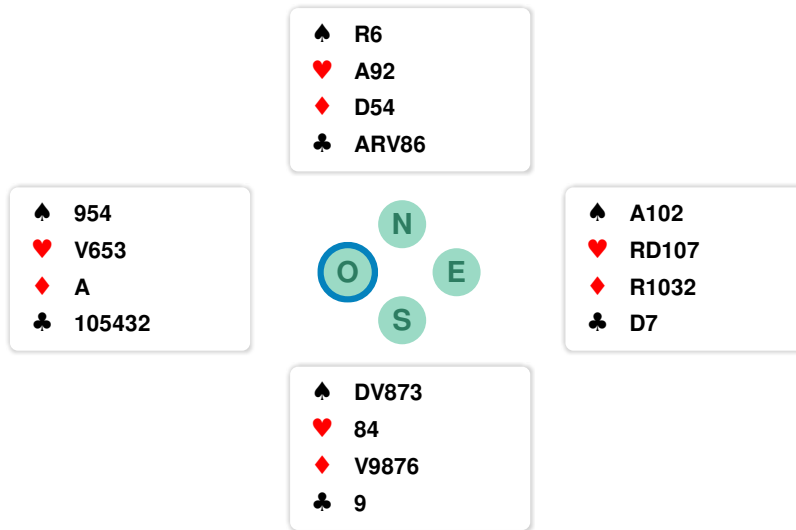 ♠ R6
♥ A92
♦ D54
♣ ARV86
♠ 954
♥ V653
♦ A
♣ 105432
N
O
E
S
♠ A102
♥ RD107
♦ R1032
♣ D7
♠ DV873
♥ 84
♦ V9876
♣ 9